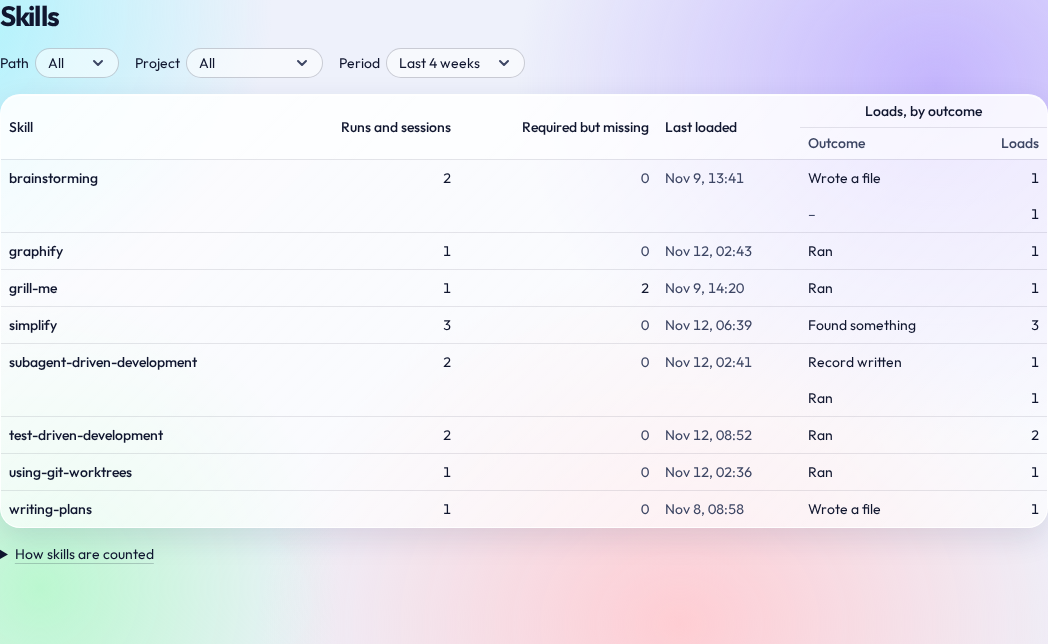 Skills
Path All Project All Period Last 4 weeks
Skill Runs and sessions Required but missing Last loaded Loads, by outcome
Outcome Loads
brainstorming 2 0 Nov 9, 13:41 Wrote a file 1
– 1
graphify 1 0 Nov 12, 02:43 Ran 1
grill-me 1 2 Nov 9, 14:20 Ran 1
simplify 3 0 Nov 12, 06:39 Found something 3
subagent-driven-development 2 0 Nov 12, 02:41 Record written 1
Ran 1
test-driven-development 2 0 Nov 12, 08:52 Ran 2
using-git-worktrees 1 0 Nov 12, 02:36 Ran 1
writing-plans 1 0 Nov 8, 08:58 Wrote a file 1
How skills are counted